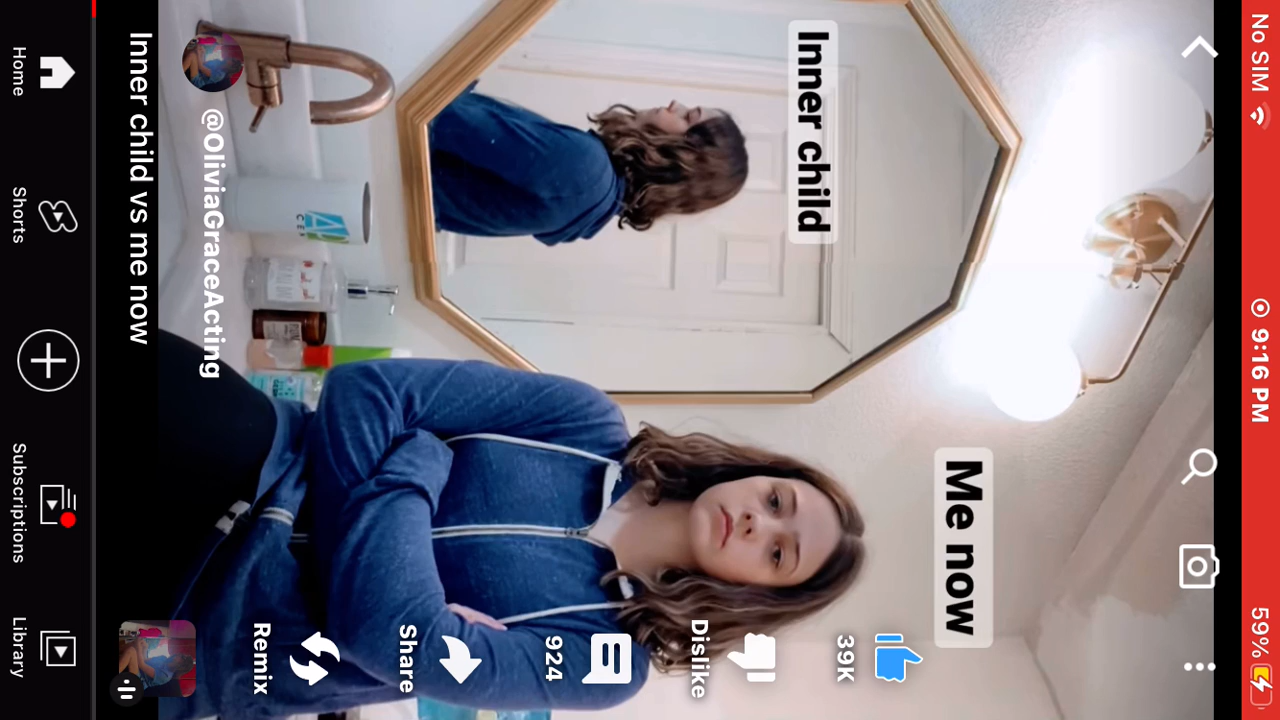 No SIM
9:16 PM
59%
Inner child
Me now
39K
Dislike
924
Share
Remix
@OliviaGraceActing
Inner child vs me now
Home
Shorts
Subscriptions
Library